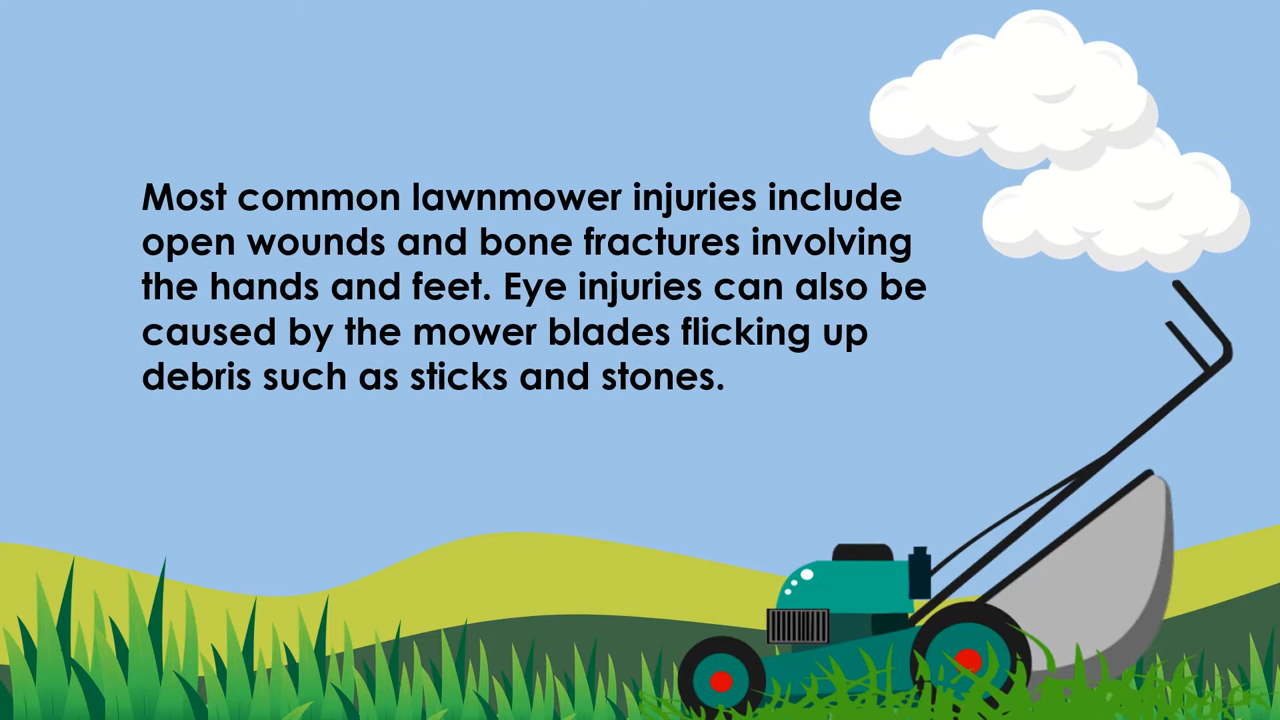 Most common lawnmower injuries include
open wounds and bone fractures involving
the hands and feet. Eye injuries can also be
caused by the mower blades flicking up
debris such as sticks and stones.